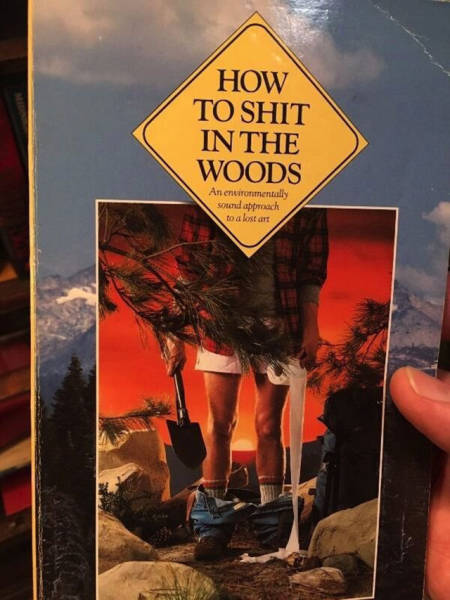 HOW
TO SHIT
IN THE
WOODS
An environmentally
sound approach
to a lost art